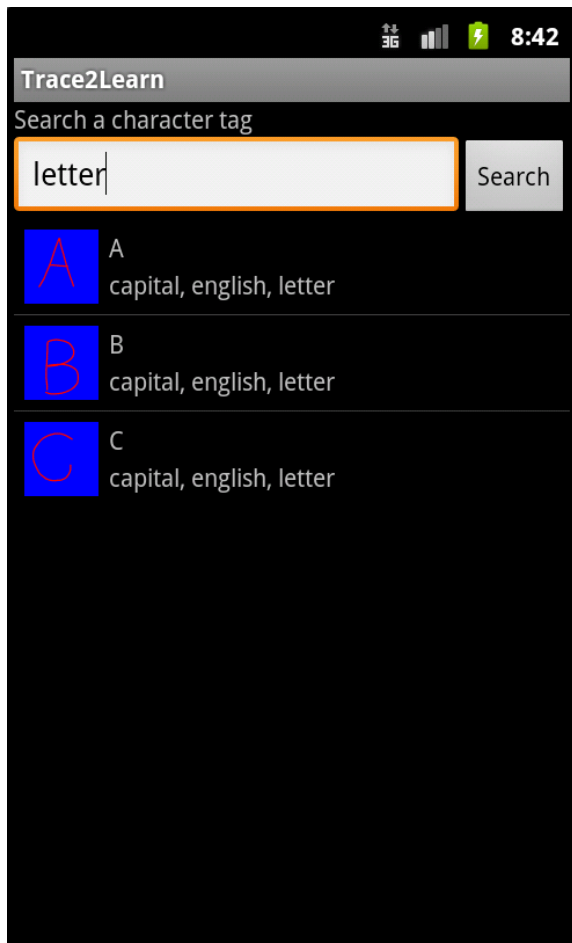 3G 8:42
Trace2Learn
Search a character tag
letter Search
A A
capital, english, letter
B B
capital, english, letter
C C
capital, english, letter